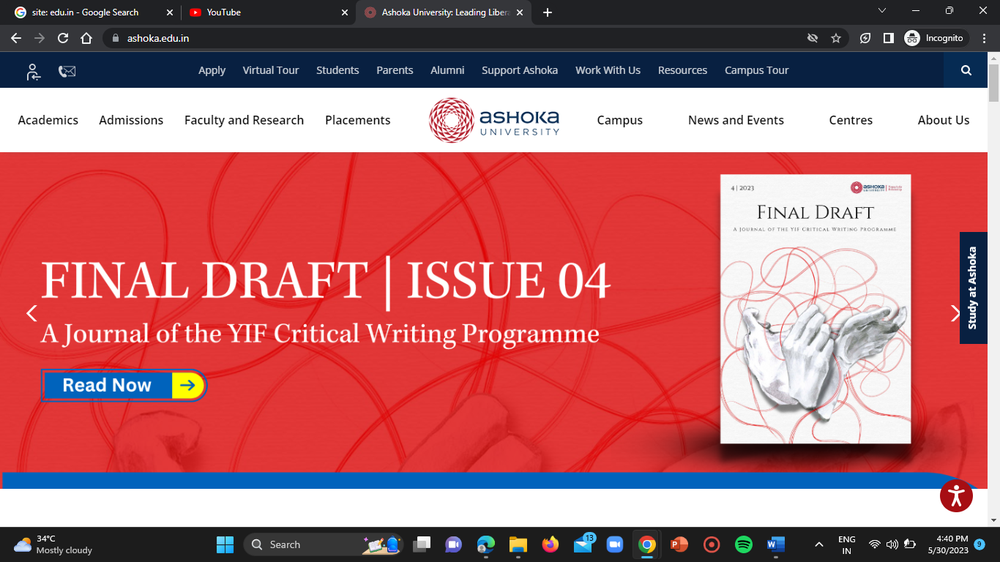 site: edu.in - Google Search
YouTube
Ashoka University: Leading Libera
ashoka.edu.in
Incognito
Apply
Virtual Tour
Students
Parents
Alumni
Support Ashoka
Work With Us
Resources
Campus Tour
Academics
Admissions
Faculty and Research
Placements
ASHOKA
UNIVERSITY
Campus
News and Events
Centres
About Us
FINAL DRAFT | ISSUE 04
A Journal of the YIF Critical Writing Programme
Read Now
4 | 2023
ASHOKA
UNIVERSITY
FINAL DRAFT
A JOURNAL OF THE YIF CRITICAL WRITING PROGRAMME
Study at Ashoka
34°C
Mostly cloudy
Search
13
ENG
IN
4:40 PM
5/30/2023
9